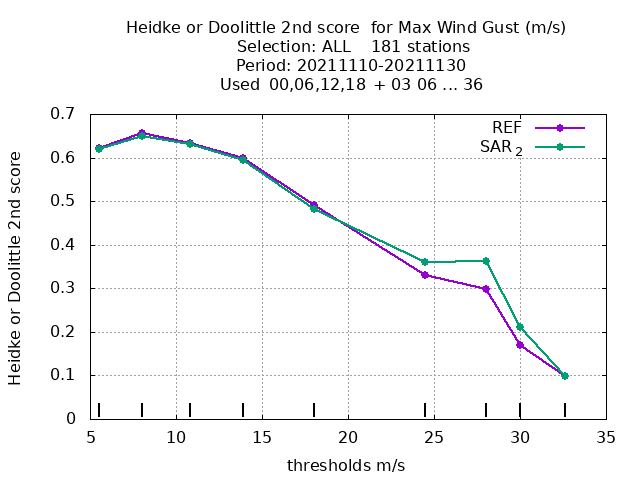 Heidke or Doolittle 2nd score  for Max Wind Gust (m/s)
Selection: ALL    181 stations
Period: 20211110-20211130
Used  00,06,12,18  + 03 06 ... 36
REF
SAR 2
0.7
0.6
0.5
0.4
0.3
0.2
0.1
0
Heidke or Doolittle 2nd score
5 10 15 20 25 30 35
thresholds m/s